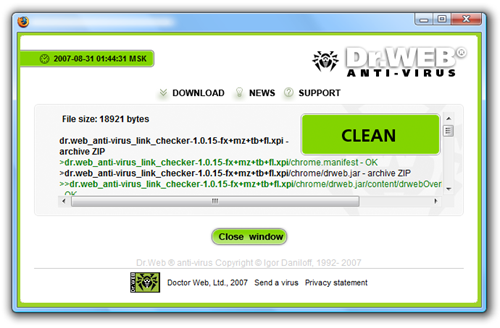 2007-08-31 01:44:31 MSK
Dr.WEB®
ANTI-VIRUS
DOWNLOAD NEWS SUPPORT
File size: 18921 bytes
CLEAN
dr.web_anti-virus_link_checker-1.0.15-fx+mz+tb+fl.xpi -
archive ZIP
>dr.web_anti-virus_link_checker-1.0.15-fx+mz+tb+fl.xpi/chrome.manifest - OK
>dr.web_anti-virus_link_checker-1.0.15-fx+mz+tb+fl.xpi/chrome/drweb.jar - archive ZIP
>>dr.web_anti-virus_link_checker-1.0.15-fx+mz+tb+fl.xpi/chrome/drweb.jar/content/drwebOver
OK
Close window
Dr.Web ® anti-virus Copyright © Igor Daniloff, 1992- 2007
Dr.WEB Doctor Web, Ltd., 2007 Send a virus Privacy statement